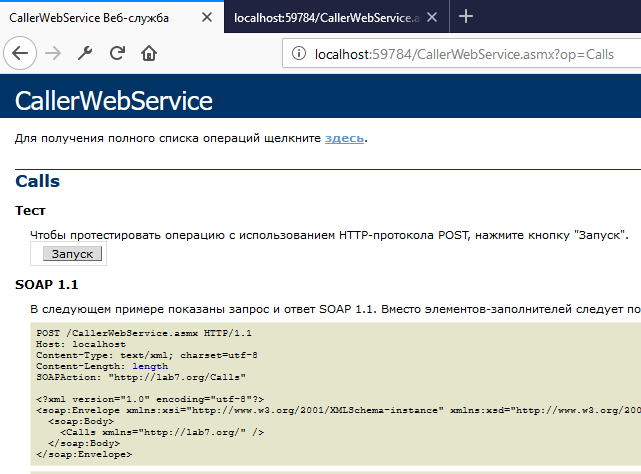 CallerWebService Веб-служба
localhost:59784/CallerWebService.a
localhost:59784/CallerWebService.asmx?op=Calls
CallerWebService
Для получения полного списка операций щелкните здесь.
Calls
Тест
Чтобы протестировать операцию с использованием HTTP-протокола POST, нажмите кнопку "Запуск".
Запуск
SOAP 1.1
В следующем примере показаны запрос и ответ SOAP 1.1. Вместо элементов-заполнителей следует по
POST /CallerWebService.asmx HTTP/1.1
Host: localhost
Content-Type: text/xml; charset=utf-8
Content-Length: length
SOAPAction: "http://lab7.org/Calls"
<?xml version="1.0" encoding="utf-8"?>
<soap:Envelope xmlns:xsi="http://www.w3.org/2001/XMLSchema-instance" xmlns:xsd="http://www.w3.org/200
<soap:Body>
<Calls xmlns="http://lab7.org/" />
</soap:Body>
</soap:Envelope>